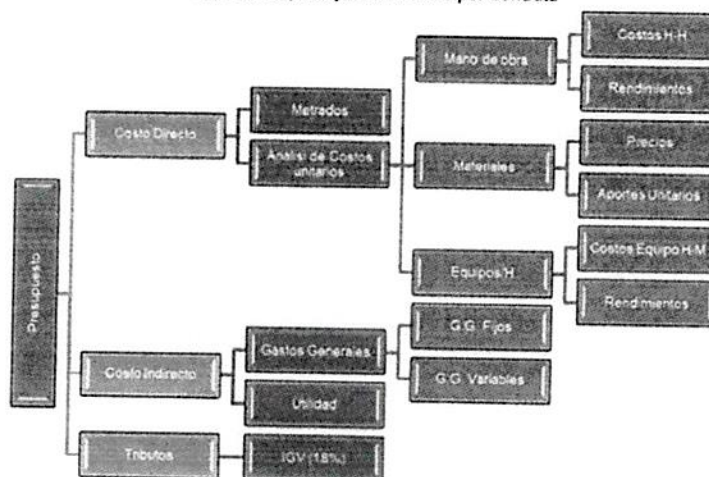 Presupuesto
Costo Directo
Metrados
Análisi de Costos
unitarios
Mano de obra
Costos H-H
Rendimientos
Materiales
Precios
Aportes Unitarios
Equipos/H
Costos Equipo H-M
Rendimientos
Costo Indirecto
Gastos Generales
G.G. Fijos
G.G. Variables
Utilidad
Tributos
IGV (18%)